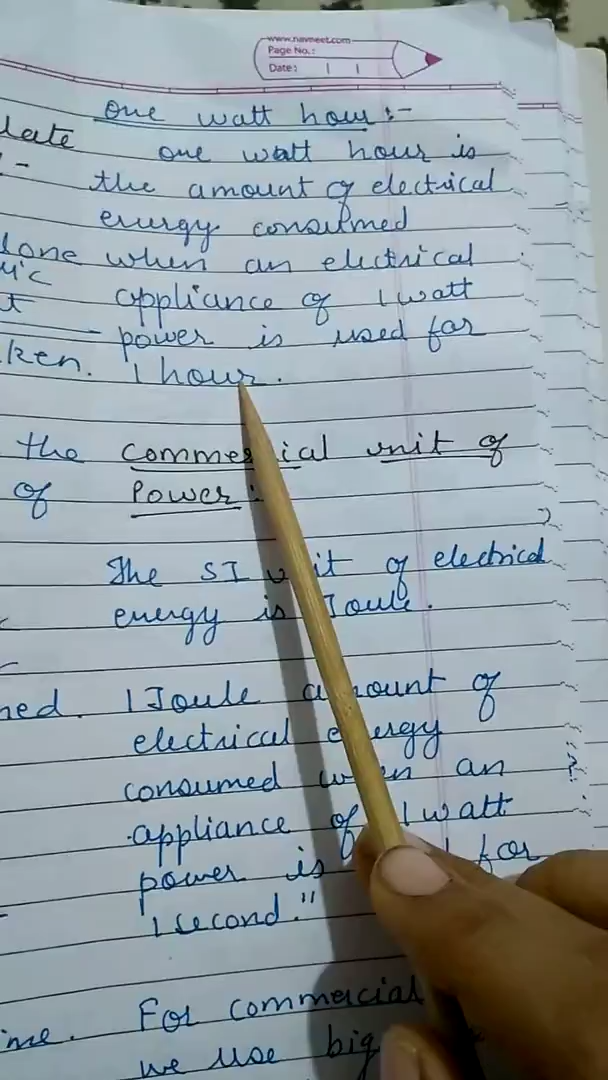 www.navneet.com
Page No.:
Date:
One watt hour :-
late one watt hour is
the amount of electrical
energy consumed
done when an electrical
appliance of 1 watt
power is used for
ken. 1 hour.
the commercial unit of
of Power:
The SI unit of electrical
energy is Joule.
ned. 1 Joule amount of
electrical energy
consumed when an
appliance of 1 watt
power is for
1 second."
me. For commercial
we use big